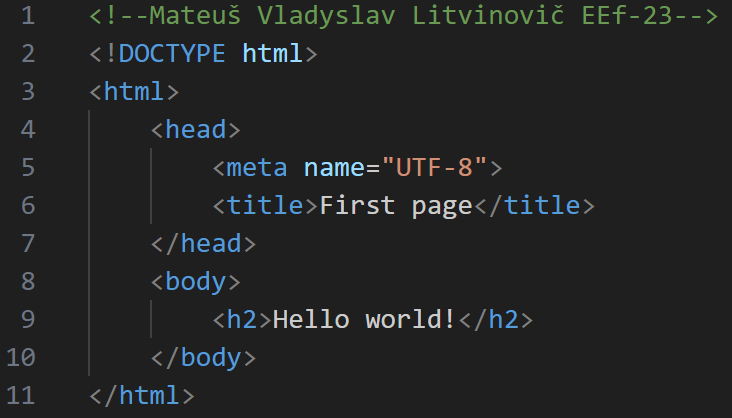 1 <!--Mateuš Vladyslav Litvinovič EEf-23-->
2 <!DOCTYPE html>
3 <html>
4 <head>
5 <meta name="UTF-8">
6 <title>First page</title>
7 </head>
8 <body>
9 <h2>Hello world!</h2>
10 </body>
11 </html>